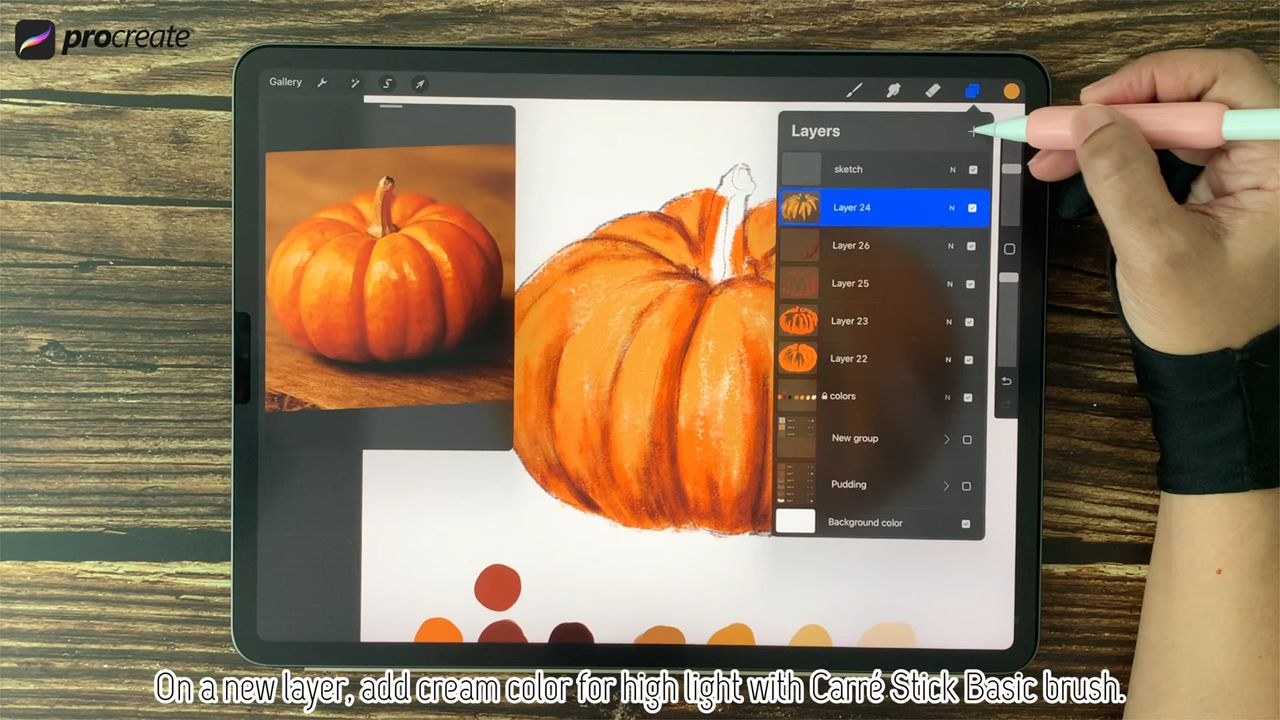 procreate
Gallery
Layers
sketch N
Layer 24 N
Layer 26 N
Layer 25 N
Layer 23 N
Layer 22 N
colors N
New group
Pudding
Background color
On a new layer, add cream color for high light with Carré Stick Basic brush.